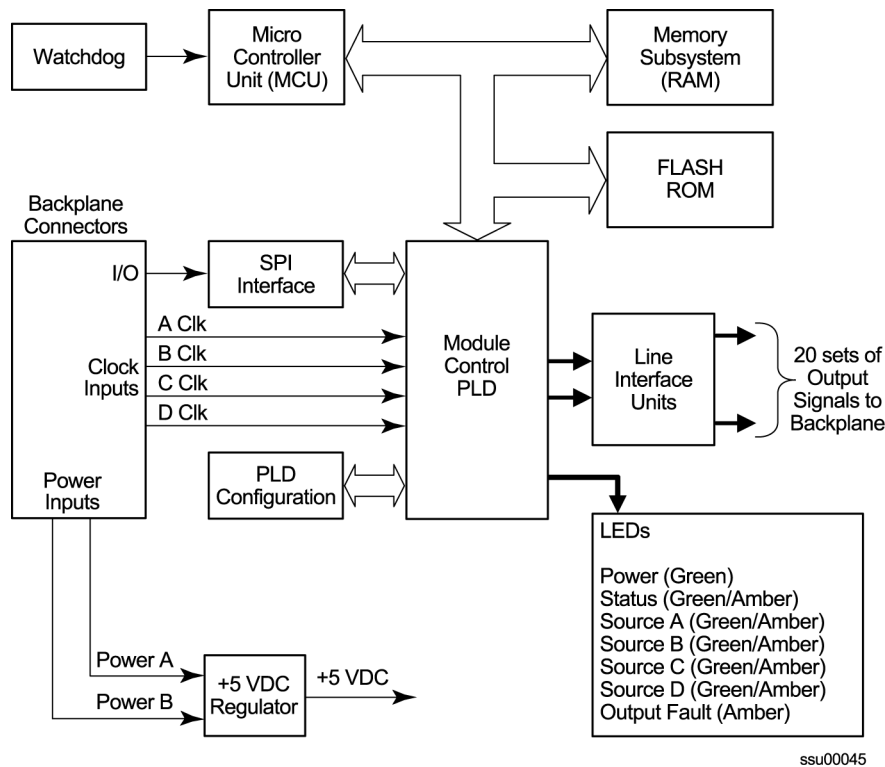 Watchdog
Micro
Controller
Unit (MCU)
Memory
Subsystem
(RAM)
FLASH
ROM
Backplane
Connectors
I/O
SPI
Interface
A Clk
B Clk
Clock
Inputs
C Clk
D Clk
Module
Control
PLD
Line
Interface
Units
20 sets of
Output
Signals to
Backplane
PLD
Configuration
Power
Inputs
LEDs
Power (Green)
Status (Green/Amber)
Source A (Green/Amber)
Source B (Green/Amber)
Source C (Green/Amber)
Source D (Green/Amber)
Output Fault (Amber)
Power A
Power B
+5 VDC
Regulator
+5 VDC
ssu00045